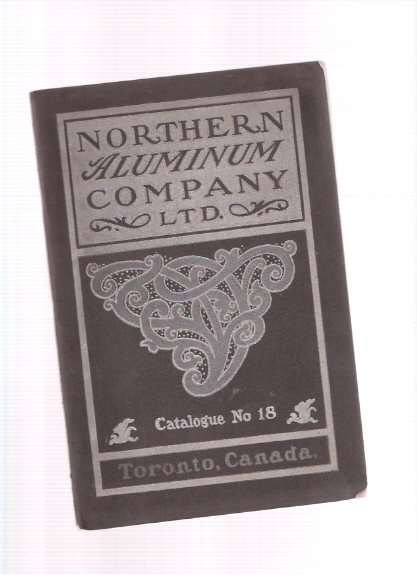 NORTHERN
ALUMINUM
COMPANY
LTD.
Catalogue No 18
Toronto, Canada.